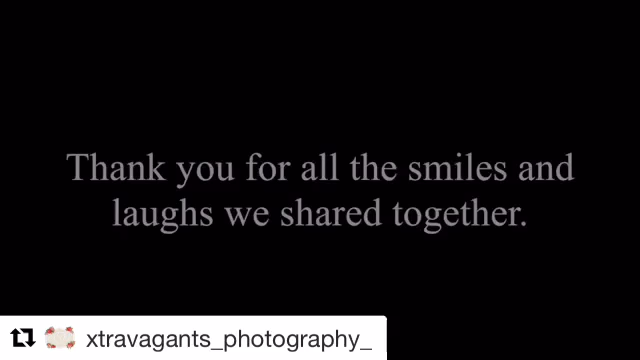 Thank you for all the smiles and
laughs we shared together.
xtravagants_photography_